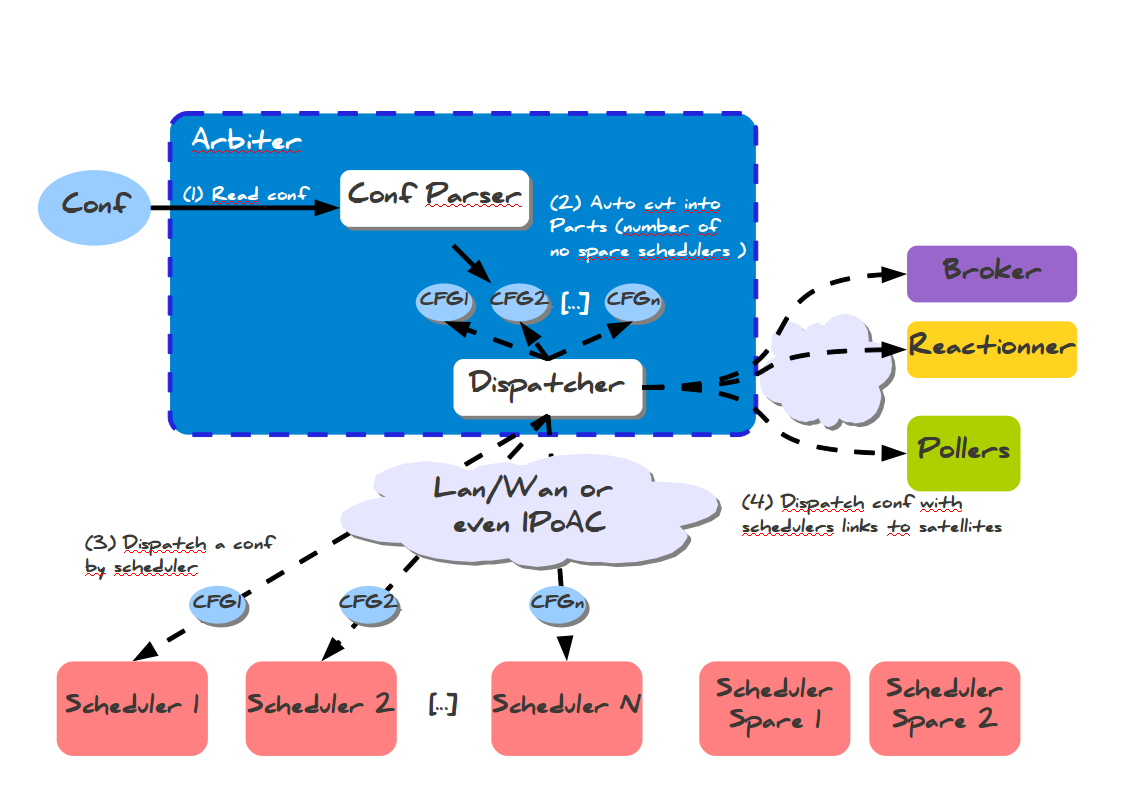 Arbiter
Conf
(1) Read conf
Conf Parser
(2) Auto cut into
Parts (number of
no spare schedulers )
CFG1
CFG2
[...]
CFGn
Dispatcher
Broker
Reactionner
Pollers
Lan/Wan or
even IPoAC
(4) Dispatch conf with
schedulers links to satellites
(3) Dispatch a conf
by scheduler
CFG1
CFG2
CFGn
Scheduler 1
Scheduler 2
[...]
Scheduler N
Scheduler
Spare 1
Scheduler
Spare 2